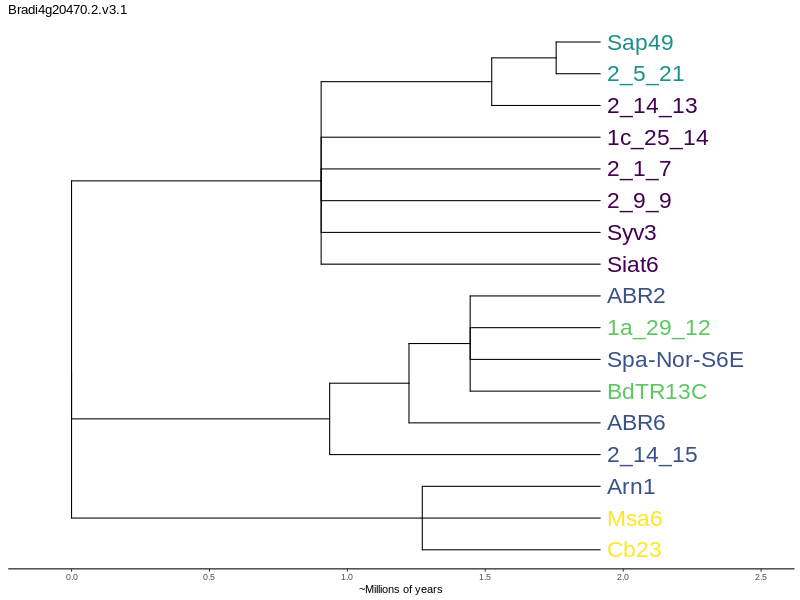 Bradi4g20470.2.v3.1
Sap49
2_5_21
2_14_13
1c_25_14
2_1_7
2_9_9
Syv3
Siat6
ABR2
1a_29_12
Spa-Nor-S6E
BdTR13C
ABR6
2_14_15
Arn1
Msa6
Cb23
0.0 0.5 1.0 1.5 2.0 2.5
~Millions of years